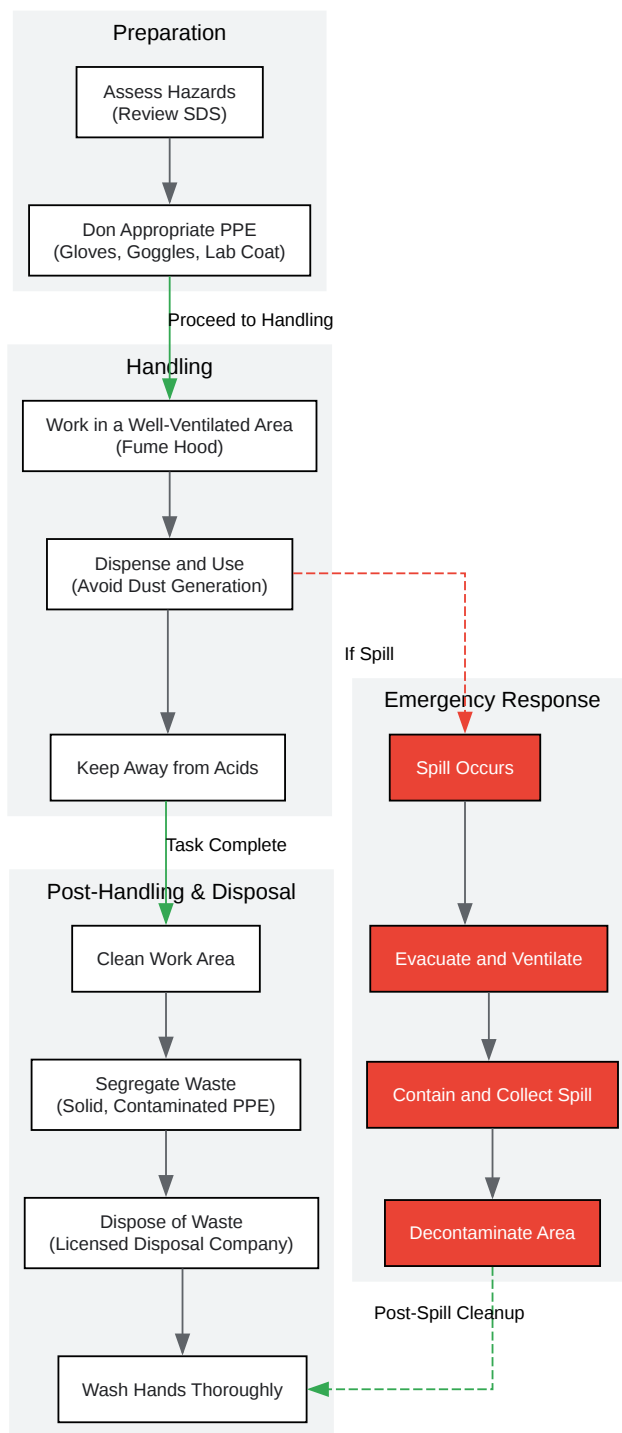 Preparation
Assess Hazards
(Review SDS)
Don Appropriate PPE
(Gloves, Goggles, Lab Coat)
Proceed to Handling
Handling
Work in a Well-Ventilated Area
(Fume Hood)
Dispense and Use
(Avoid Dust Generation)
If Spill
Keep Away from Acids
Emergency Response
Spill Occurs
Task Complete
Post-Handling & Disposal
Clean Work Area
Evacuate and Ventilate
Segregate Waste
(Solid, Contaminated PPE)
Contain and Collect Spill
Dispose of Waste
(Licensed Disposal Company)
Decontaminate Area
Post-Spill Cleanup
Wash Hands Thoroughly